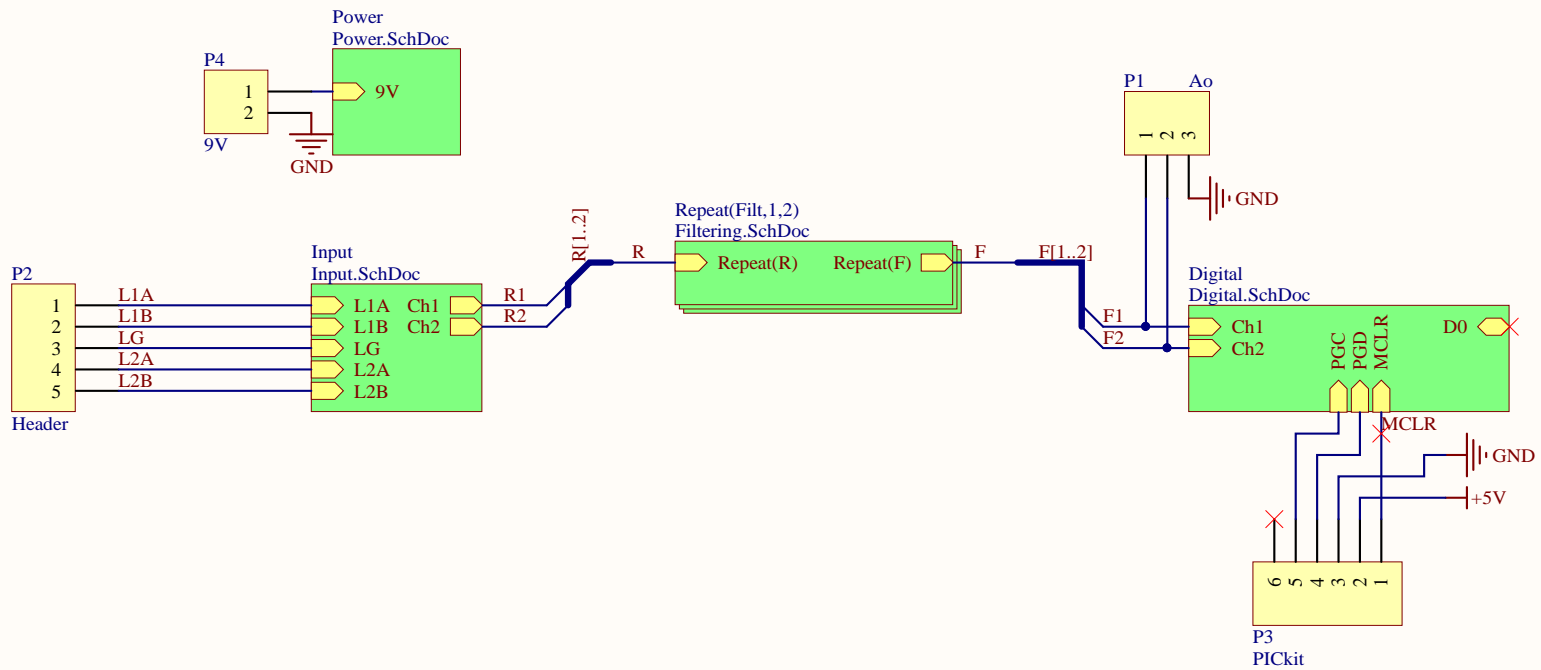 Power
Power.SchDoc
P4
1
2
9V
9V
GND
P1
Ao
1
2
3
GND
Repeat(Filt,1,2)
Filtering.SchDoc
R[1..2]
R
Repeat(R)
Repeat(F)
F
F[1..2]
Input
Input.SchDoc
P2
1
2
3
4
5
Header
L1A
L1B
LG
L2A
L2B
L1A
L1B
LG
L2A
L2B
Ch1
Ch2
R1
R2
Digital
Digital.SchDoc
F1
F2
Ch1
Ch2
PGC
PGD
MCLR
D0
MCLR
GND
+5V
6
5
4
3
2
1
P3
PICkit